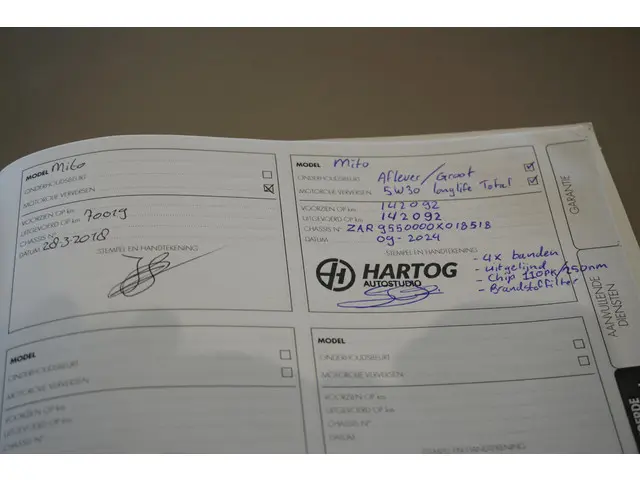 MODEL Mito
ONDERHOUDSBEURT
MOTOROLIE VERVERSEN
VOORZIEN OP km
UITGEVOERD OP km 70019
CHASSIS N°
DATUM 28-3-2018
STEMPEL EN HANDTEKENING
MODEL Mito
ONDERHOUDSBEURT Aflever/Groot
MOTOROLIE VERVERSEN 5W30 longlife Total
VOORZIEN OP km 142092
UITGEVOERD OP km 142092
CHASSIS N° ZAR9550000X018518
DATUM 09-2024
STEMPEL EN HANDTEKENING
HARTOG
AUTOSTUDIO
- 4x banden
- uitgelijnd
- Chip 110pk/250nm
- Brandstoffilter
MODEL
ONDERHOUDSBEURT
MOTOROLIE VERVERSEN
VOORZIEN OP km
UITGEVOERD OP km
CHASSIS N°
MODEL
ONDERHOUDSBEURT
MOTOROLIE VERVERSEN
VOORZIEN OP km
UITGEVOERD OP km
CHASSIS N°
DATUM
STEMPEL EN HANDTEKENING
GARANTIE
AANVULLENDE
DIENSTEN